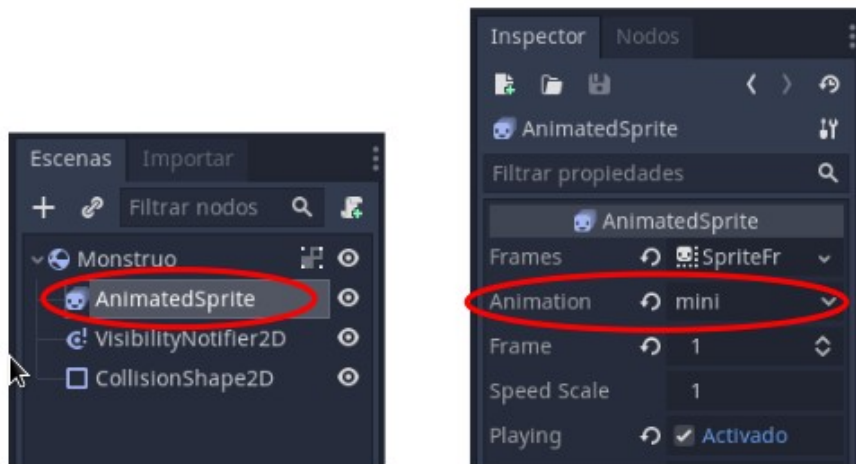 Escenas Importar
Filtrar nodos
Monstruo
AnimatedSprite
VisibilityNotifier2D
CollisionShape2D
Inspector Nodos
AnimatedSprite
Filtrar propiedades
AnimatedSprite
Frames SpriteFr
Animation mini
Frame 1
Speed Scale 1
Playing Activado